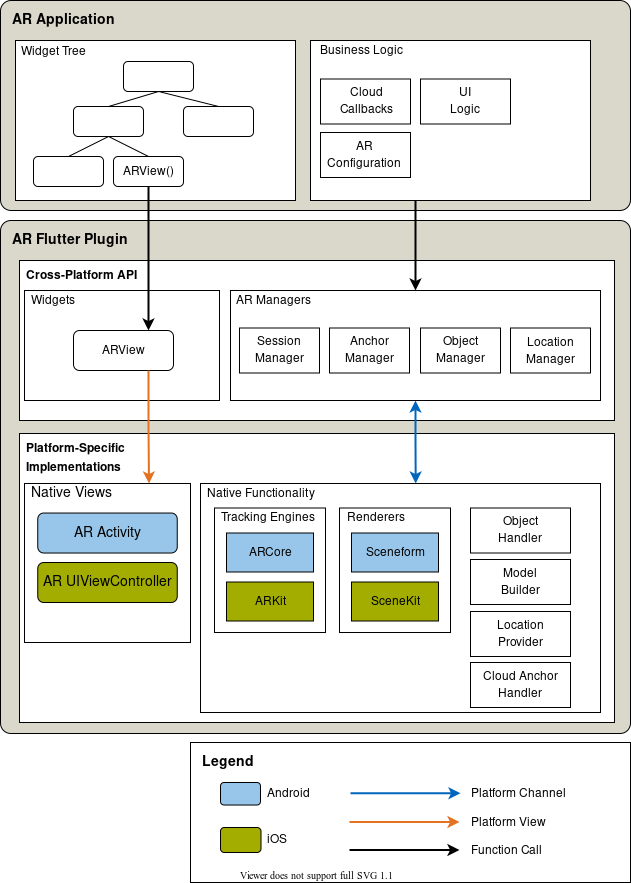 AR Application
Widget Tree
ARView()
Business Logic
Cloud
Callbacks
UI
Logic
AR
Configuration
AR Flutter Plugin
Cross-Platform API
Widgets
ARView
AR Managers
Session
Manager
Anchor
Manager
Object
Manager
Location
Manager
Platform-Specific
Implementations
Native Views
AR Activity
AR UIViewController
Native Functionality
Tracking Engines
ARCore
ARKit
Renderers
Sceneform
SceneKit
Object
Handler
Model
Builder
Location
Provider
Cloud Anchor
Handler
Legend
Android
iOS
Platform Channel
Platform View
Function Call
Viewer does not support full SVG 1.1